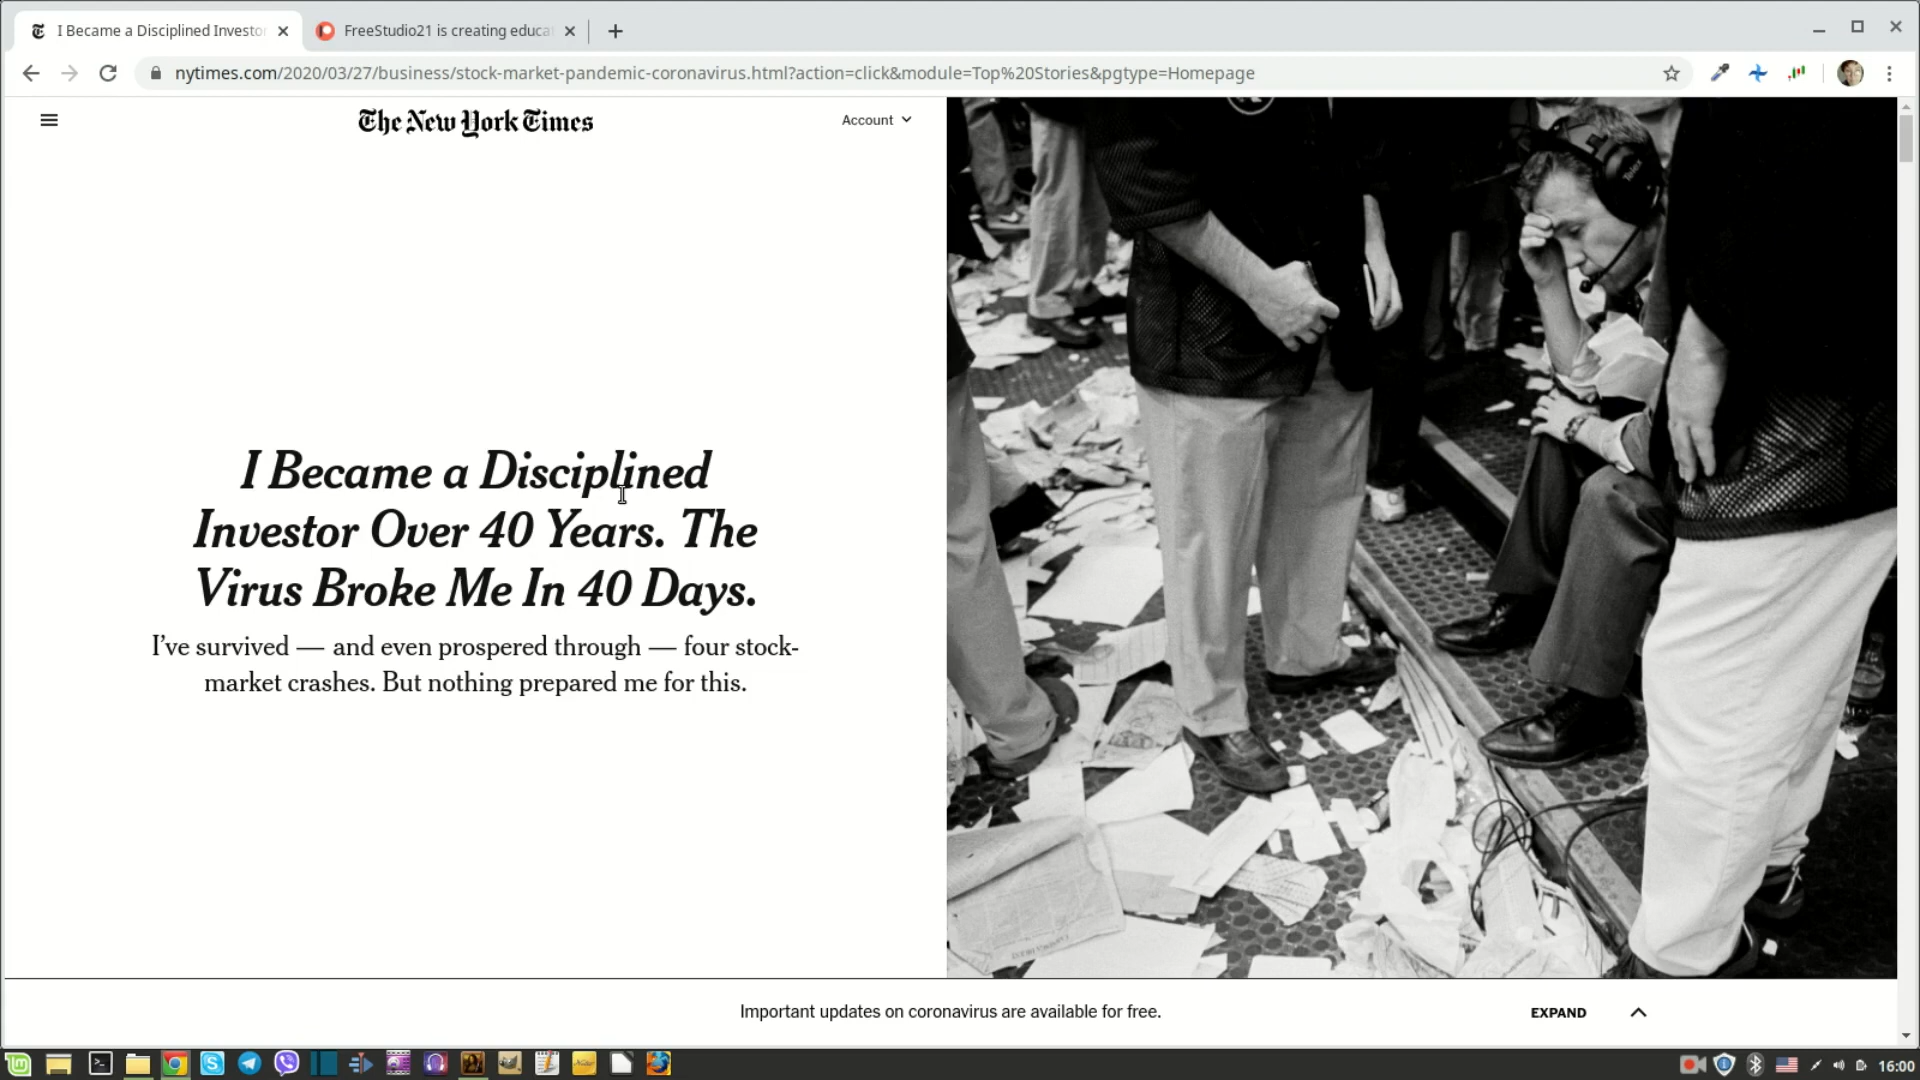 I Became a Disciplined Investo
FreeStudio21 is creating educa
nytimes.com/2020/03/27/business/stock-market-pandemic-coronavirus.html?action=click&module=Top%20Stories&pgtype=Homepage
The New York Times
Account
I Became a Disciplined
Investor Over 40 Years. The
Virus Broke Me In 40 Days.
I've survived — and even prospered through — four stock-
market crashes. But nothing prepared me for this.
Telex
Important updates on coronavirus are available for free.
EXPAND
16:00